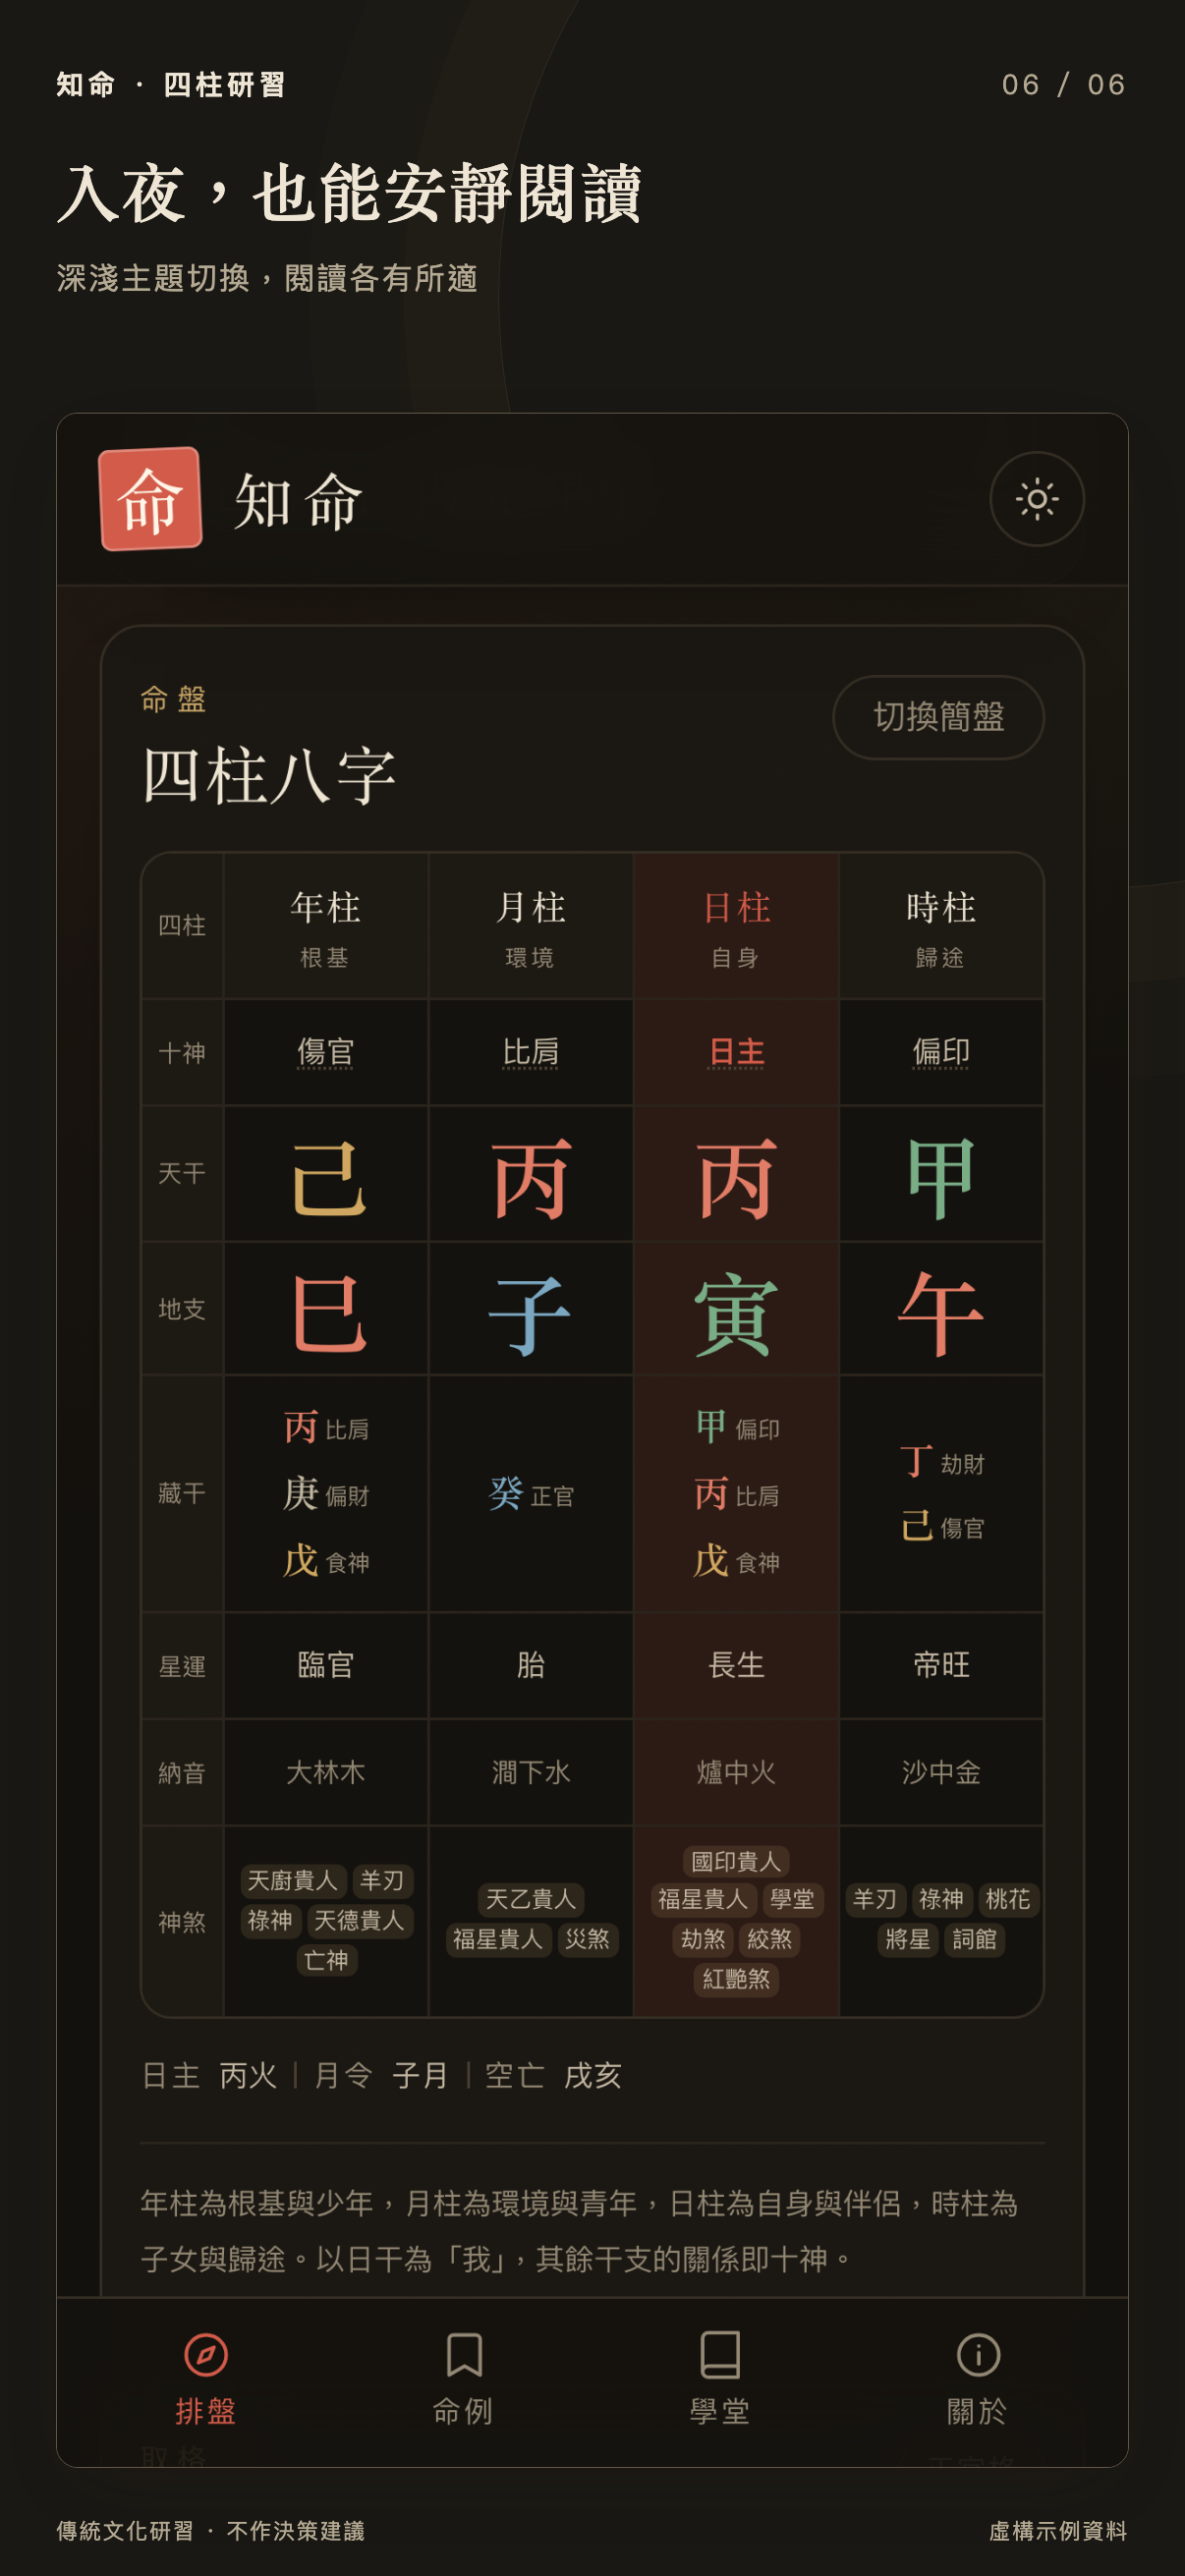 知命 · 四柱研習
06 / 06
入夜，也能安靜閱讀
深淺主題切換，閱讀各有所適
命 知命
命盤
切換簡盤
四柱八字
四柱 年柱 月柱 日柱 時柱
根基 環境 自身 歸途
十神 傷官 比肩 日主 偏印
天干 己 丙 丙 甲
地支 巳 子 寅 午
藏干
丙 比肩
庚 偏財
戊 食神
癸 正官
甲 偏印
丙 比肩
戊 食神
丁 劫財
己 傷官
星運 臨官 胎 長生 帝旺
納音 大林木 澗下水 爐中火 沙中金
神煞
天廚貴人 羊刃
祿神 天德貴人
亡神
天乙貴人
福星貴人 災煞
國印貴人
福星貴人 學堂
劫煞 絞煞
紅艷煞
羊刃 祿神 桃花
將星 詞館
日主 丙火 | 月令 子月 | 空亡 戌亥
年柱為根基與少年，月柱為環境與青年，日柱為自身與伴侶，時柱為
子女與歸途。以日干為「我」，其餘干支的關係即十神。
排盤 命例 學堂 關於
取格
傳統文化研習 · 不作決策建議
虛構示例資料